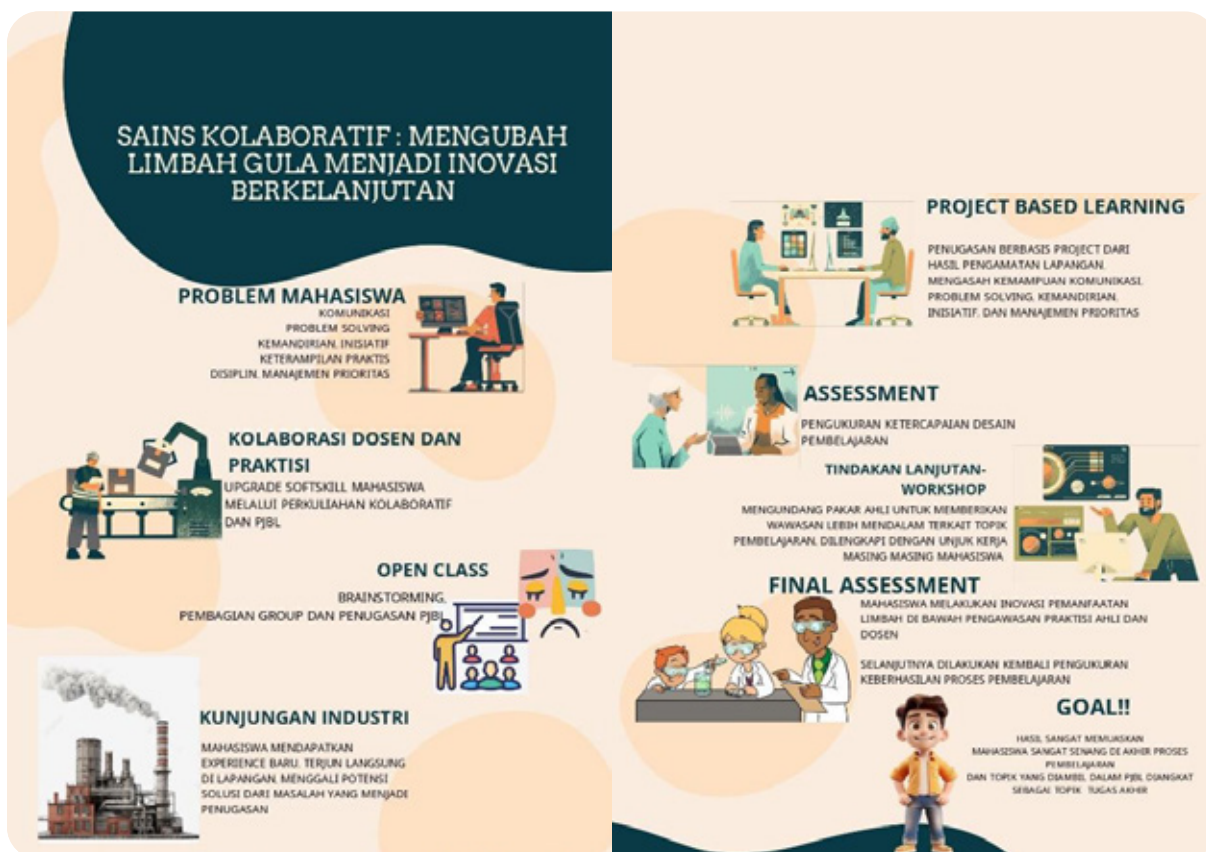 SAINS KOLABORATIF : MENGUBAH
LIMBAH GULA MENJADI INOVASI
BERKELANJUTAN
PROBLEM MAHASISWA
KOMUNIKASI
PROBLEM SOLVING
KEMANDIRIAN, INISIATIF
KETERAMPILAN PRAKTIS
DISIPLIN, MANAJEMEN PRIORITAS
KOLABORASI DOSEN DAN
PRAKTISI
UPGRADE SOFTSKILL MAHASISWA
MELALUI PERKULIAHAN KOLABORATIF
DAN PJBL
OPEN CLASS
BRAINSTORMING,
PEMBAGIAN GROUP DAN PENUGASAN PJBL
KUNJUNGAN INDUSTRI
MAHASISWA MENDAPATKAN
EXPERIENCE BARU, TERJUN LANGSUNG
DI LAPANGAN, MENGGALI POTENSI
SOLUSI DARI MASALAH YANG MENJADI
PENUGASAN
PROJECT BASED LEARNING
PENUGASAN BERBASIS PROJECT DARI
HASIL PENGAMATAN LAPANGAN.
MENGASAH KEMAMPUAN KOMUNIKASI,
PROBLEM SOLVING, KEMANDIRIAN,
INISIATIF, DAN MANAJEMEN PRIORITAS
ASSESSMENT
PENGUKURAN KETERCAPAIAN DESAIN
PEMBELAJARAN
TINDAKAN LANJUTAN-
WORKSHOP
MENGUNDANG PAKAR AHLI UNTUK MEMBERIKAN
WAWASAN LEBIH MENDALAM TERKAIT TOPIK
PEMBELAJARAN, DILENGKAPI DENGAN UNJUK KERJA
MASING MASING MAHASISWA
FINAL ASSESSMENT
MAHASISWA MELAKUKAN INOVASI PEMANFAATAN
LIMBAH DI BAWAH PENGAWASAN PRAKTISI AHLI DAN
DOSEN
SELANJUTNYA DILAKUKAN KEMBALI PENGUKURAN
KEBERHASILAN PROSES PEMBELAJARAN
GOAL!!
HASIL SANGAT MEMUASKAN
MAHASISWA SANGAT SENANG DI AKHIR PROSES
PEMBELAJARAN
DAN TOPIK YANG DIAMBIL DALAM PJBL DIANGKAT
SEBAGAI TOPIK TUGAS AKHIR